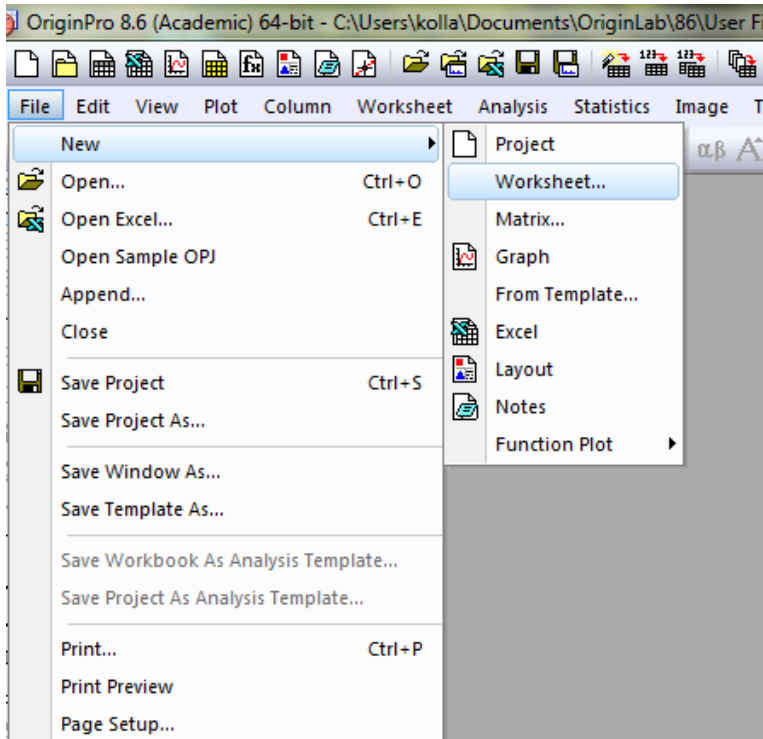 OriginPro 8.6 (Academic) 64-bit - C:\Users\kolla\Documents\OriginLab\86\User Fi
File Edit View Plot Column Worksheet Analysis Statistics Image T
New
Open... Ctrl+O
Open Excel... Ctrl+E
Open Sample OPJ
Append...
Close
Save Project Ctrl+S
Save Project As...
Save Window As...
Save Template As...
Save Workbook As Analysis Template...
Save Project As Analysis Template...
Print... Ctrl+P
Print Preview
Page Setup...
Project
Worksheet...
Matrix...
Graph
From Template...
Excel
Layout
Notes
Function Plot
αβ A